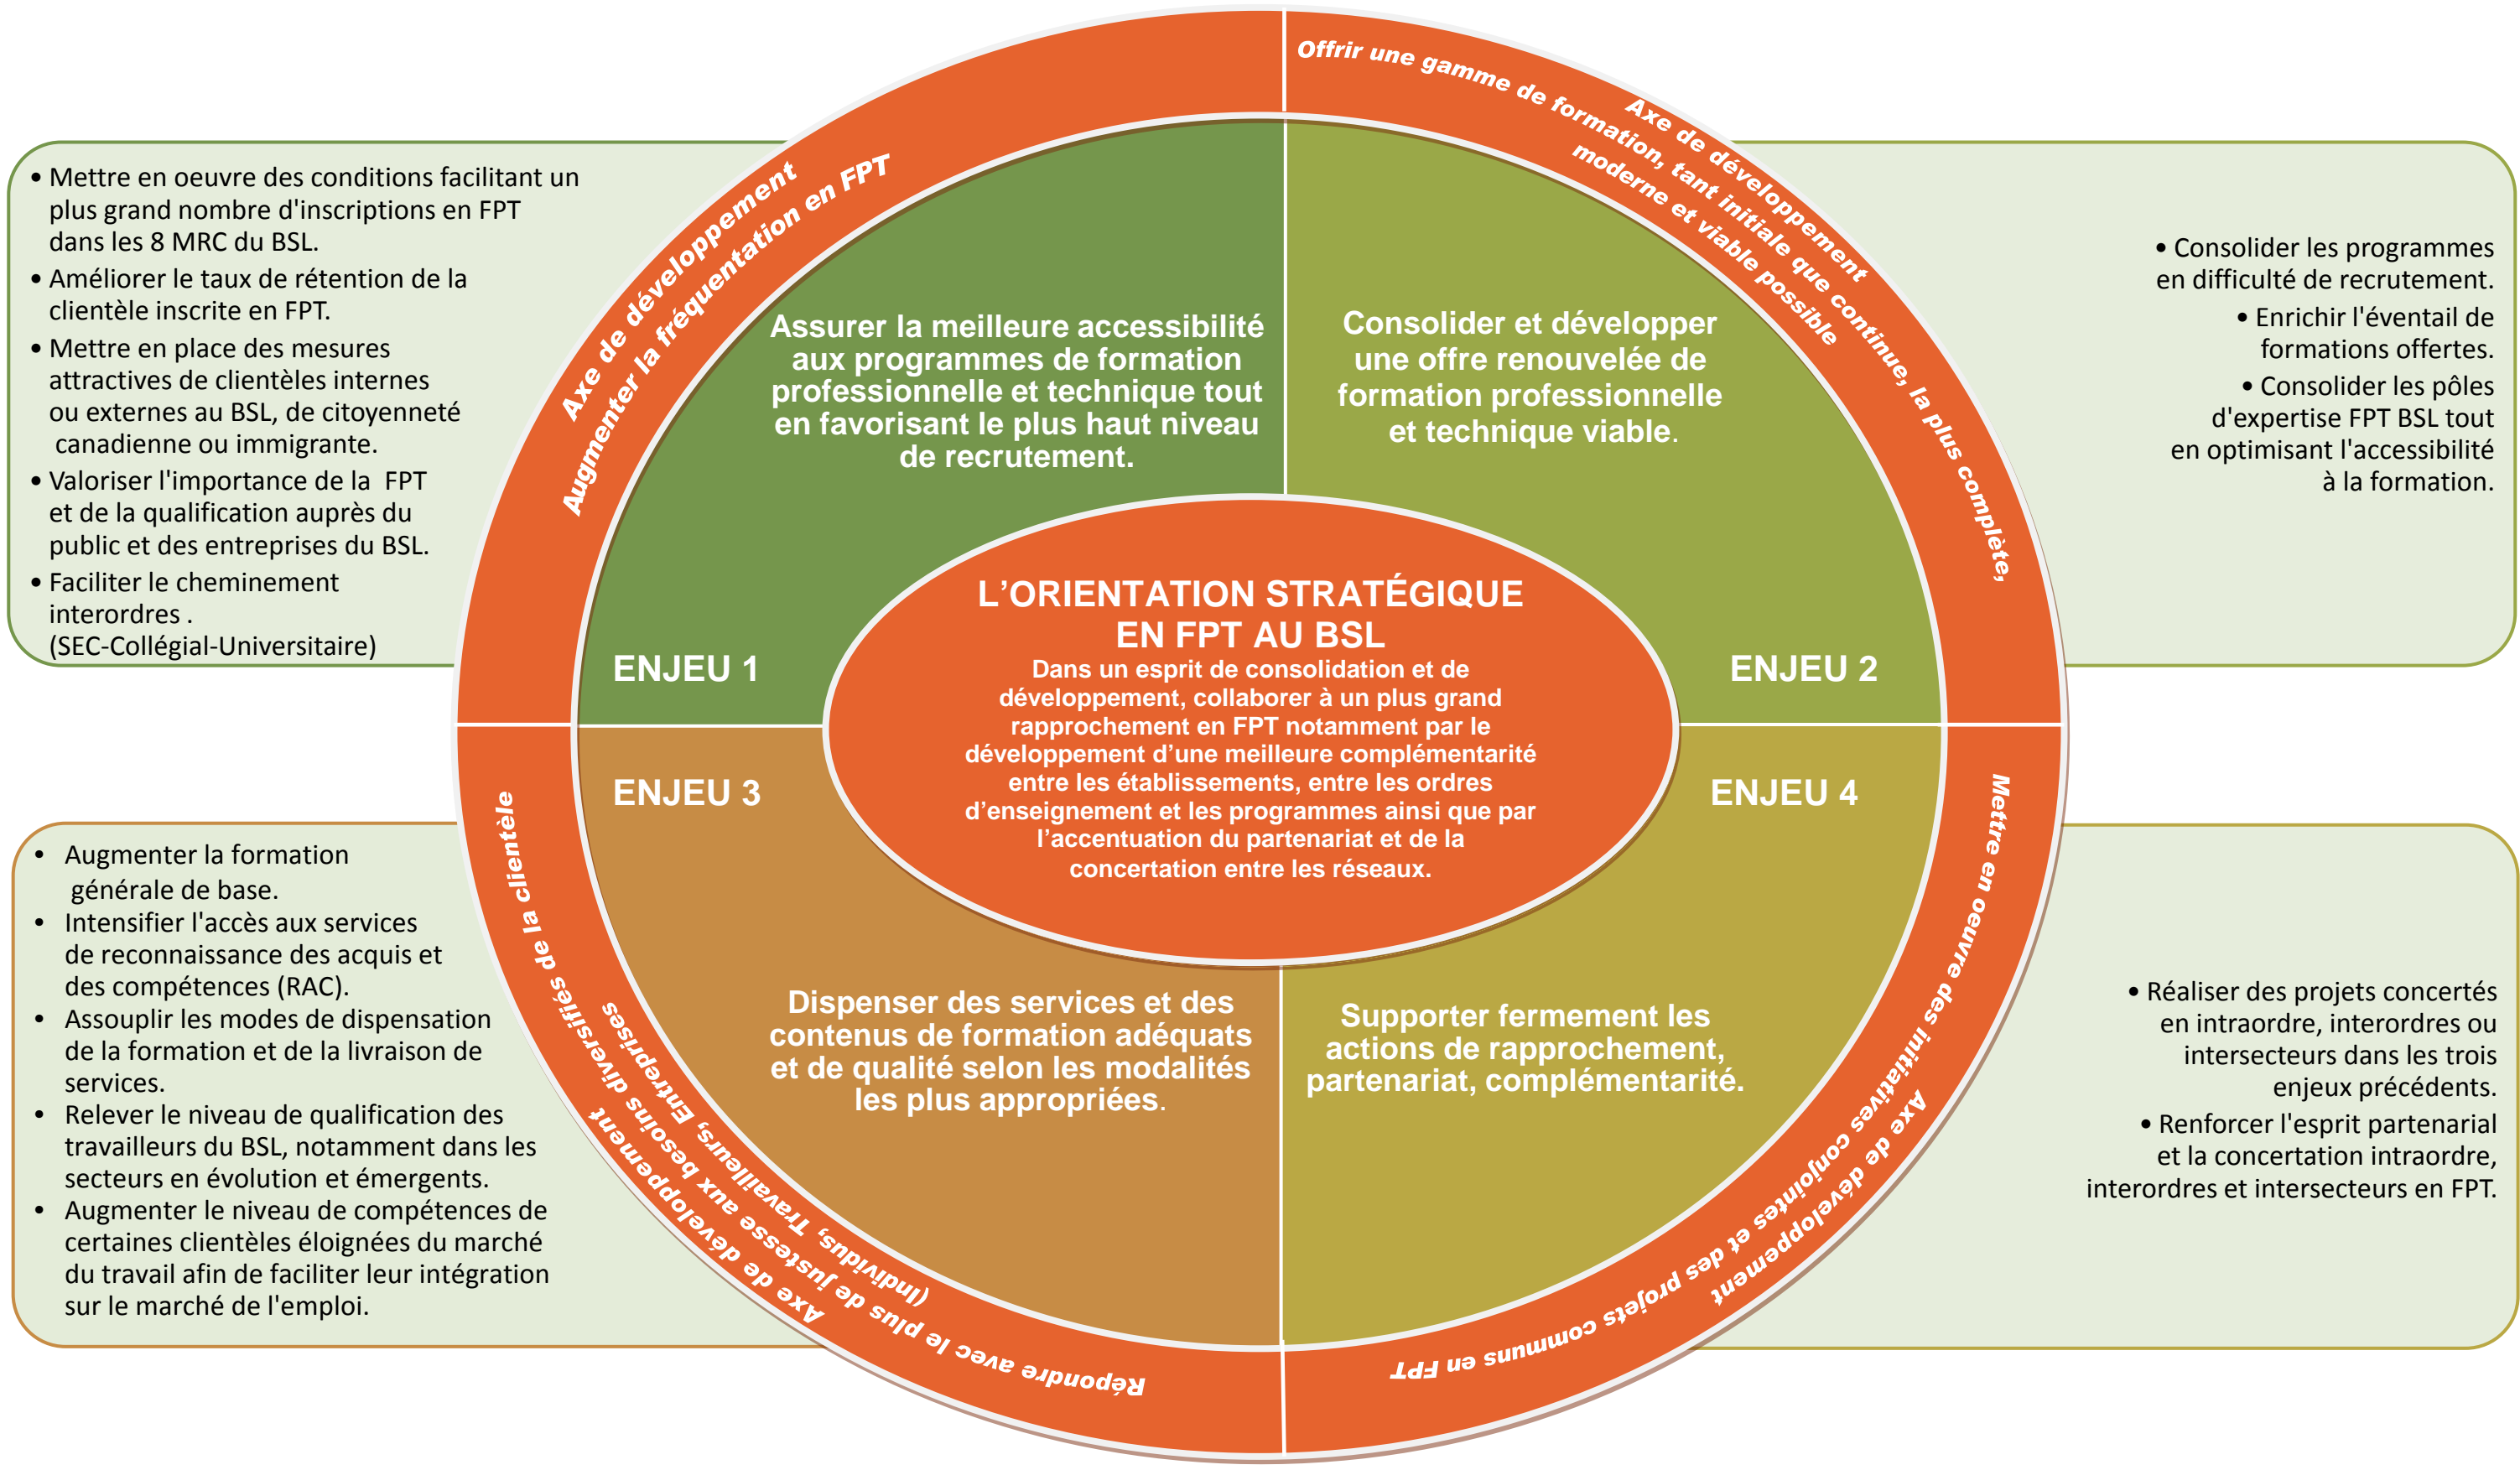 • Mettre en oeuvre des conditions facilitant un
plus grand nombre d'inscriptions en FPT
dans les 8 MRC du BSL.
• Améliorer le taux de rétention de la
clientèle inscrite en FPT.
• Mettre en place des mesures
attractives de clientèles internes
ou externes au BSL, de citoyenneté
canadienne ou immigrante.
• Valoriser l'importance de la FPT
et de la qualification auprès du
public et des entreprises du BSL.
• Faciliter le cheminement
interordres .
(SEC-Collégial-Universitaire)
Axe de développement
Augmenter la fréquentation en FPT
Assurer la meilleure accessibilité
aux programmes de formation
professionnelle et technique tout
en favorisant le plus haut niveau
de recrutement.
ENJEU 1
Axe de développement
Offrir une gamme de formation, tant initiale que continue, la plus complète,
moderne et viable possible
Consolider et développer
une offre renouvelée de
formation professionnelle
et technique viable.
ENJEU 2
• Consolider les programmes
en difficulté de recrutement.
• Enrichir l'éventail de
formations offertes.
• Consolider les pôles
d'expertise FPT BSL tout
en optimisant l'accessibilité
à la formation.
L'ORIENTATION STRATÉGIQUE
EN FPT AU BSL
Dans un esprit de consolidation et de
développement, collaborer à un plus grand
rapprochement en FPT notamment par le
développement d'une meilleure complémentarité
entre les établissements, entre les ordres
d'enseignement et les programmes ainsi que par
l'accentuation du partenariat et de la
concertation entre les réseaux.
• Augmenter la formation
générale de base.
• Intensifier l'accès aux services
de reconnaissance des acquis et
des compétences (RAC).
• Assouplir les modes de dispensation
de la formation et de la livraison de
services.
• Relever le niveau de qualification des
travailleurs du BSL, notamment dans les
secteurs en évolution et émergents.
• Augmenter le niveau de compétences de
certaines clientèles éloignées du marché
du travail afin de faciliter leur intégration
sur le marché de l'emploi.
ENJEU 3
Dispenser des services et des
contenus de formation adéquats
et de qualité selon les modalités
les plus appropriées.
Axe de développement
Répondre avec le plus de justesse aux besoins diversifiés de la clientèle
(Individus, Travailleurs, Entreprises
ENJEU 4
Supporter fermement les
actions de rapprochement,
partenariat, complémentarité.
Axe de développement
Mettre en oeuvre des initiatives conjointes et des projets communs en FPT
• Réaliser des projets concertés
en intraordre, interordres ou
intersecteurs dans les trois
enjeux précédents.
• Renforcer l'esprit partenarial
et la concertation intraordre,
interordres et intersecteurs en FPT.